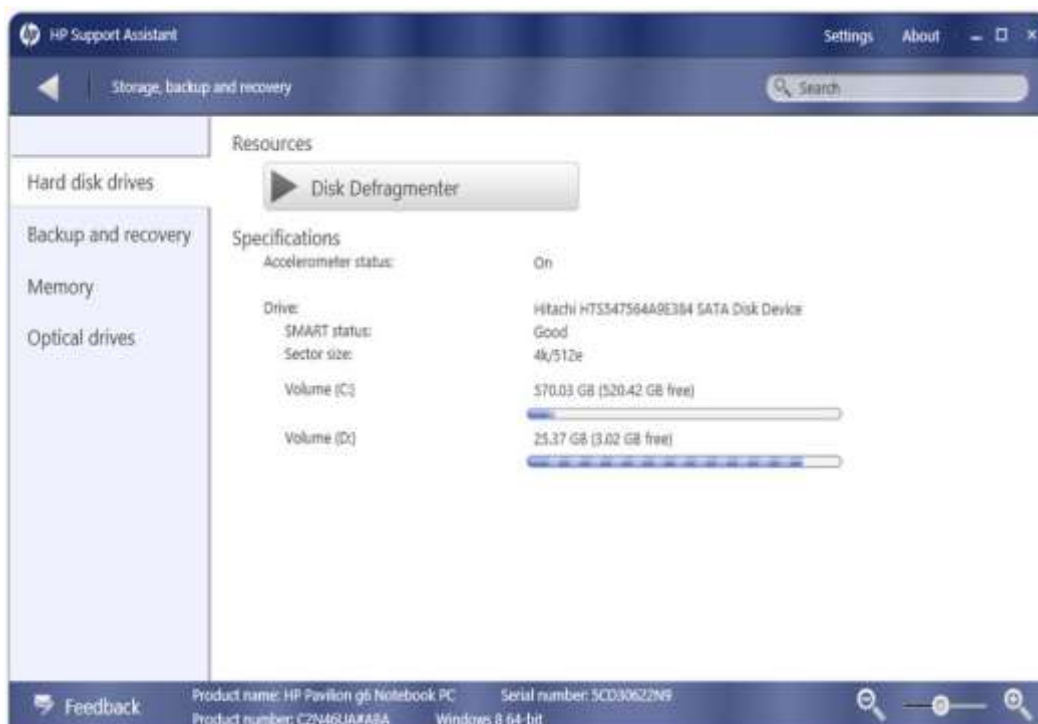 HP Support Assistant
Settings About
Storage, backup and recovery
Search
Hard disk drives
Backup and recovery
Memory
Optical drives
Resources
Disk Defragmenter
Specifications
Accelerometer status: On
Drive: Hitachi HTS547564A9E384 SATA Disk Device
SMART status: Good
Sector size: 4k/512e
Volume (C:) 570.03 GB (520.42 GB free)
Volume (D:) 25.37 GB (3.02 GB free)
Feedback
Product name: HP Pavilion g6 Notebook PC Serial number: 5CD30622N9
Product number: C2N46UA#ABA Windows 8 64-bit